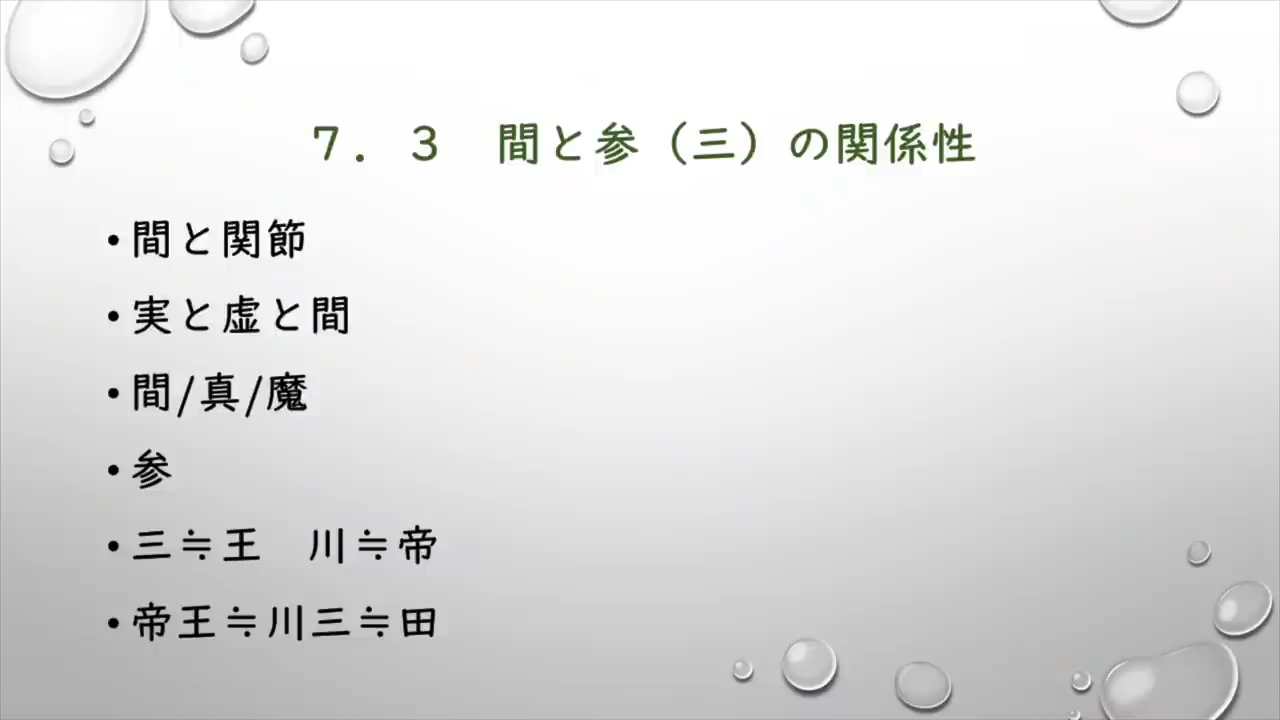 ７．３　間と参（三）の関係性
• 間と関節
• 実と虚と間
• 間/真/魔
• 参
• 三≒王　川≒帝
• 帝王≒川三≒田